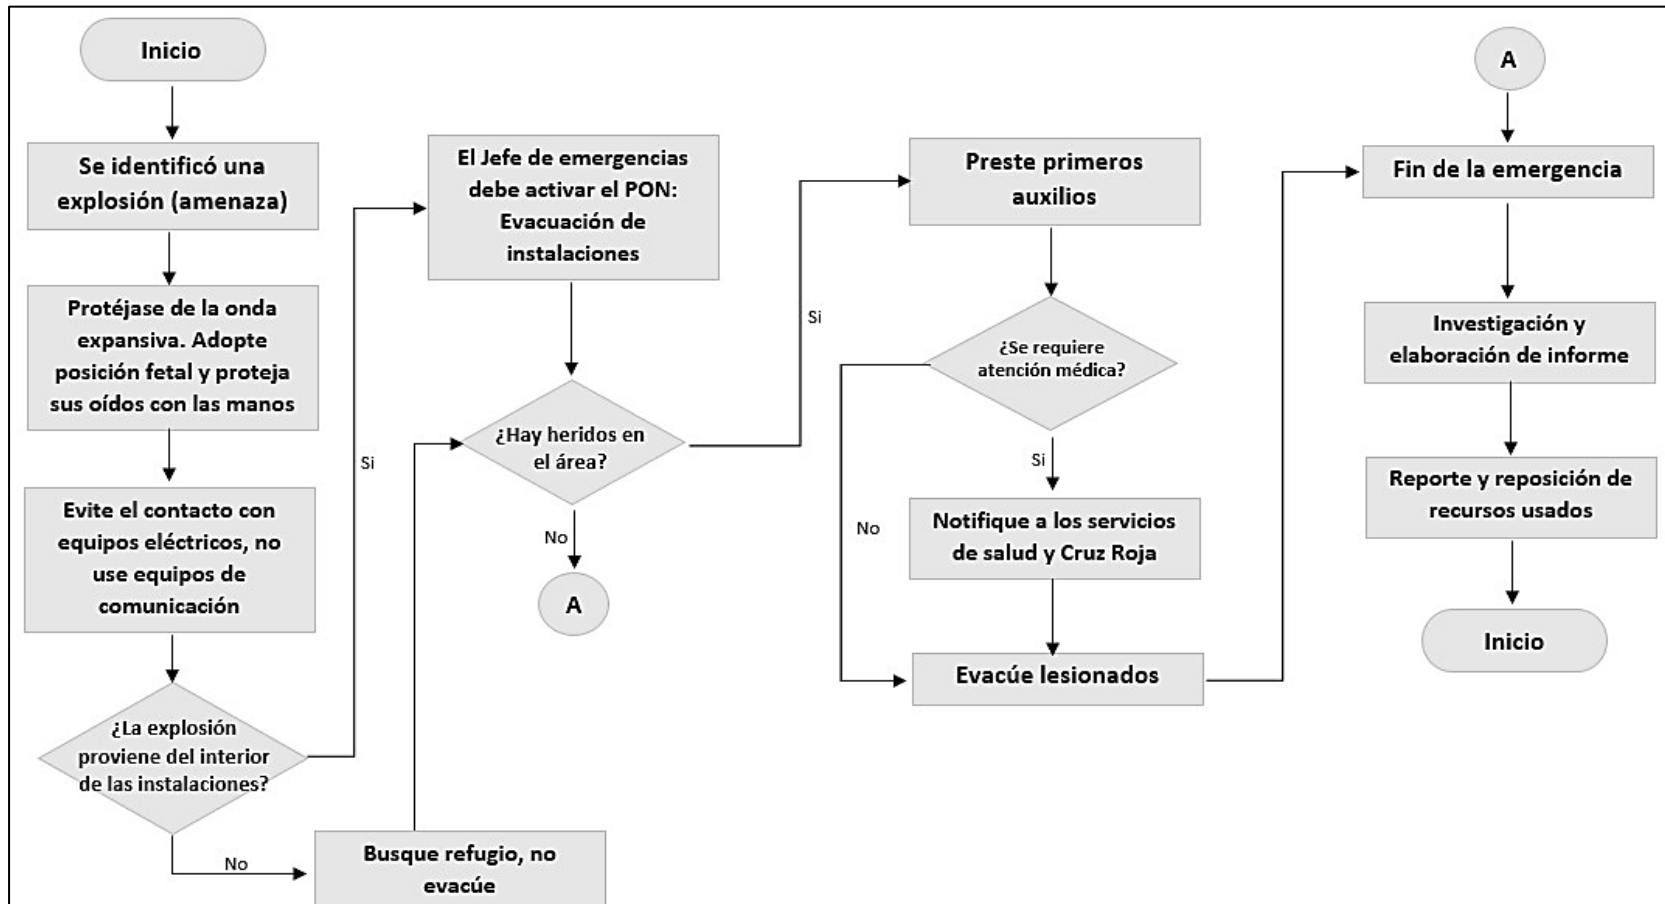 Inicio
Se identificó una
explosión (amenaza)
Protéjase de la onda
expansiva. Adopte
posición fetal y proteja
sus oídos con las manos
Evite el contacto con
equipos eléctricos, no
use equipos de
comunicación
¿La explosión
proviene del interior
de las instalaciones?
No
Busque refugio, no
evacúe
Si
El Jefe de emergencias
debe activar el PON:
Evacuación de
instalaciones
¿Hay heridos en
el área?
No
A
Si
Preste primeros
auxilios
¿Se requiere
atención médica?
Si
No
Notifique a los servicios
de salud y Cruz Roja
Evacúe lesionados
A
Fin de la emergencia
Investigación y
elaboración de informe
Reporte y reposición de
recursos usados
Inicio